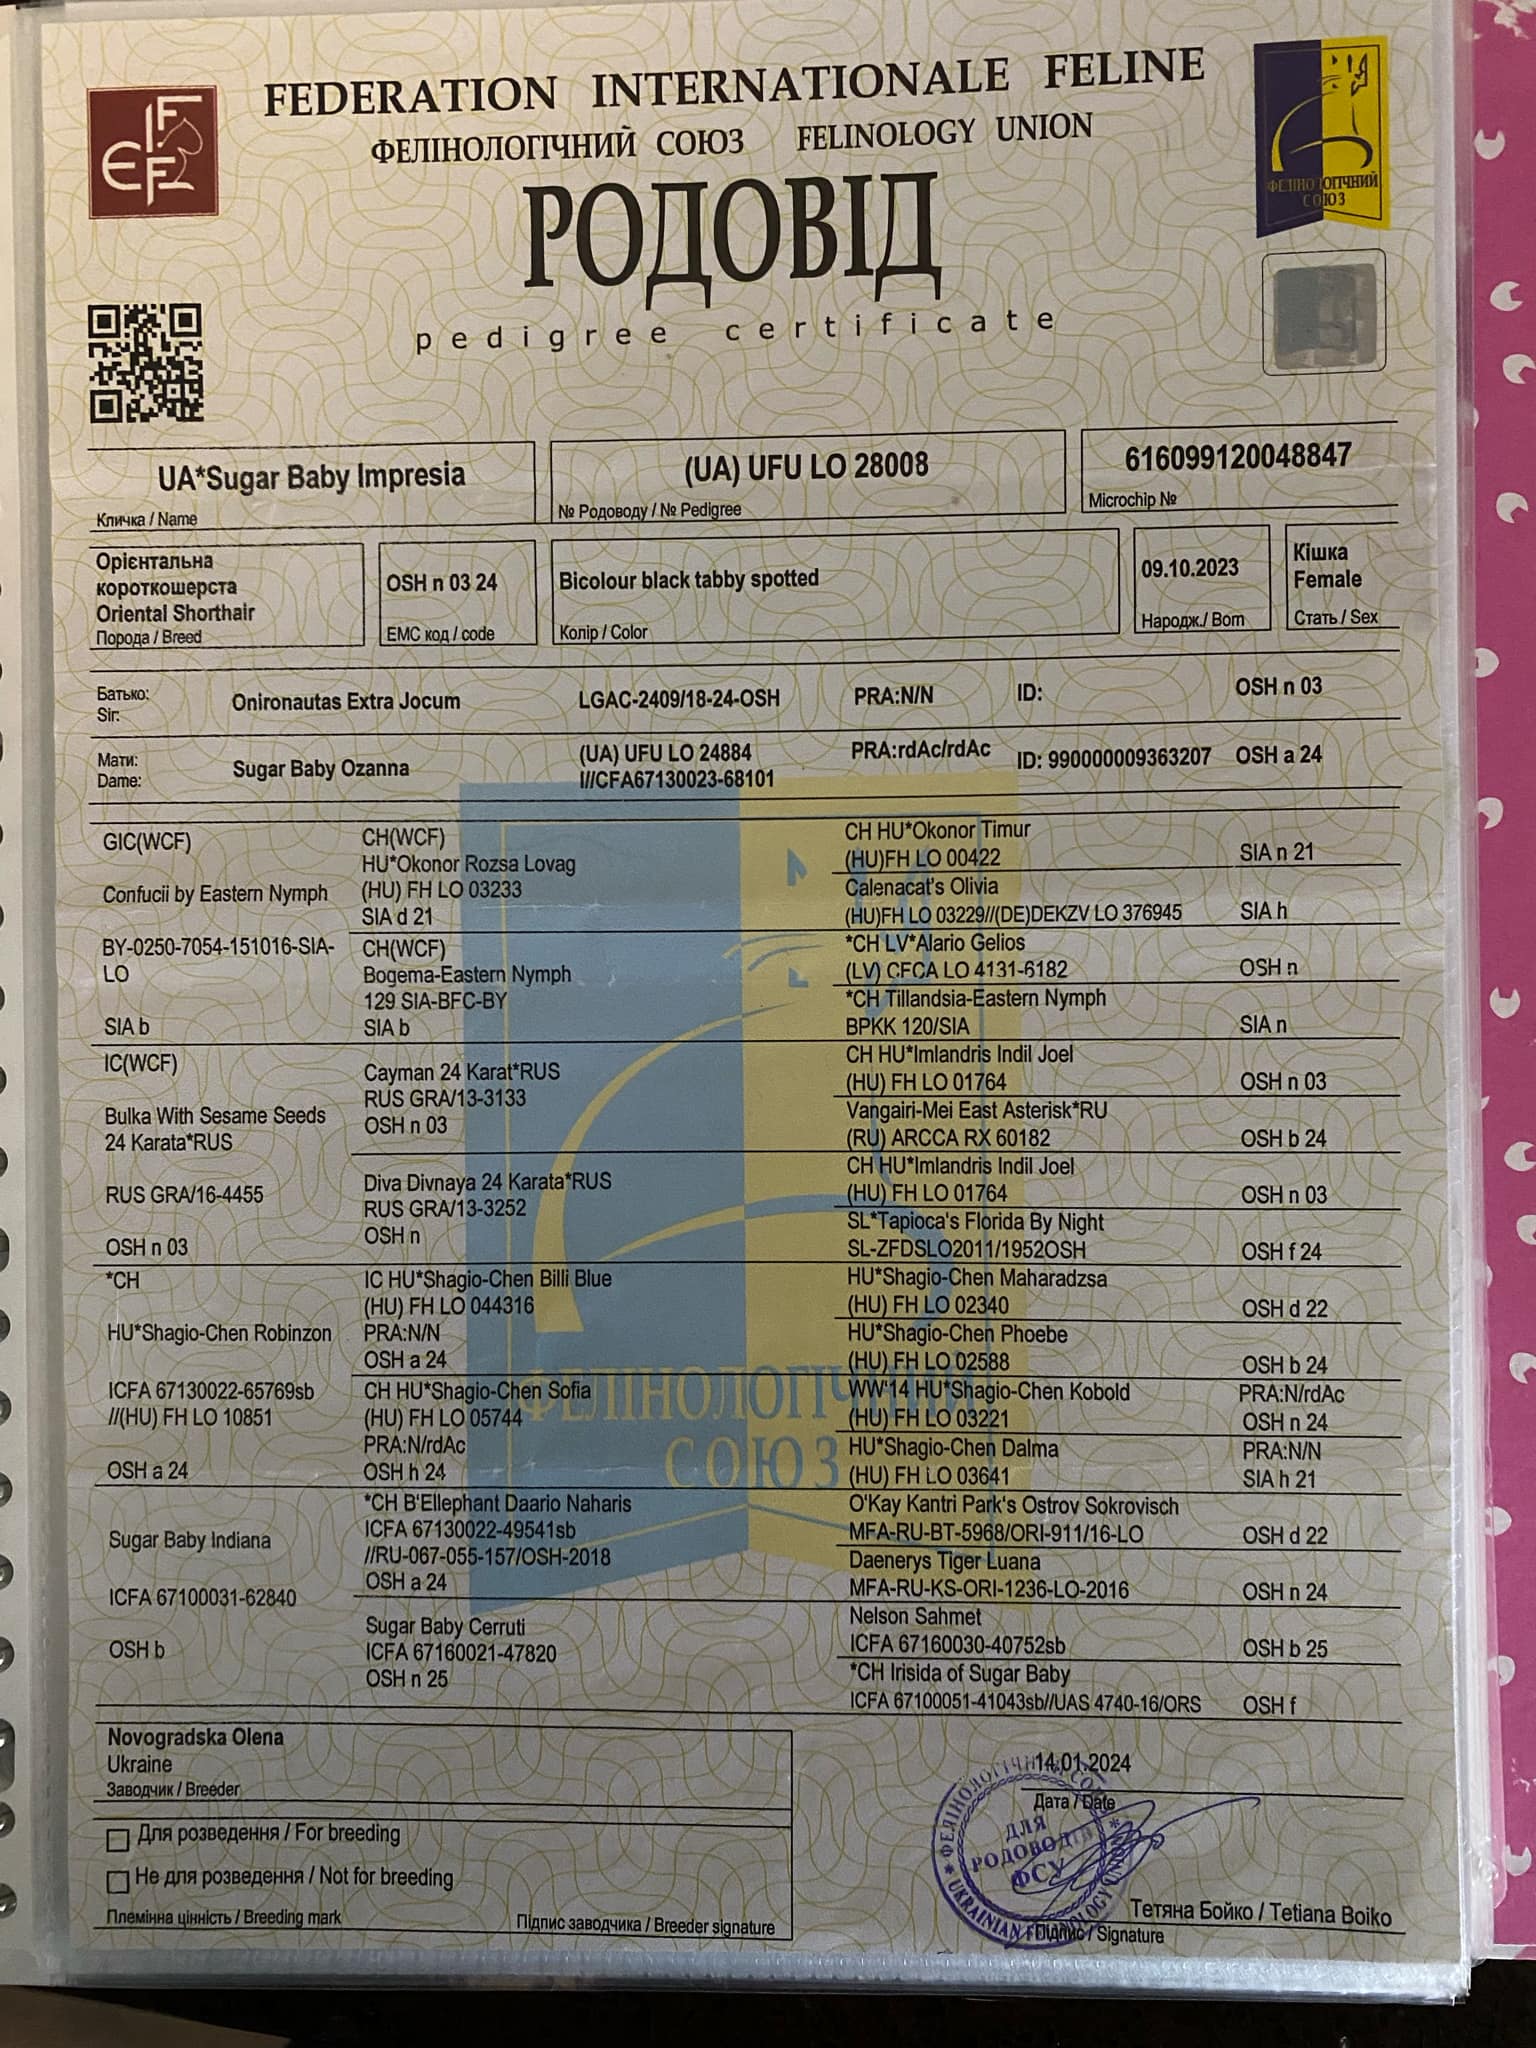 FEDERATION INTERNATIONALE FELINE
ФЕЛІНОЛОГІЧНИЙ СОЮЗ FELINOLOGY UNION
РОДОВІД
pedigree certificate
FIFe
ФЕЛІНОЛОГІЧНИЙ
СОЮЗ
UA*Sugar Baby Impresia
Кличка / Name
(UA) UFU LO 28008
№ Родоводу / № Pedigree
616099120048847
Microchip №
Орієнтальна
короткошерста
Oriental Shorthair
Порода / Breed
OSH n 03 24
ЕМС код / code
Bicolour black tabby spotted
Колір / Color
09.10.2023
Народж./ Born
Кішка
Female
Стать / Sex
Батько:
Sir:
Onironautas Extra Jocum LGAC-2409/18-24-OSH PRA:N/N ID: OSH n 03
Мати:
Dame:
Sugar Baby Ozanna
(UA) UFU LO 24884
I//CFA67130023-68101
PRA:rdAc/rdAc ID: 990000009363207 OSH a 24
GIC(WCF)
Confucii by Eastern Nymph
BY-0250-7054-151016-SIA-
LO
SIA b
CH(WCF)
HU*Okonor Rozsa Lovag
(HU) FH LO 03233
SIA d 21
CH HU*Okonor Timur
(HU)FH LO 00422 SIA n 21
Calenacat's Olivia
(HU)FH LO 03229//(DE)DEKZV LO 376945 SIA h
CH(WCF)
Bogema-Eastern Nymph
129 SIA-BFC-BY
SIA b
*CH LV*Alario Gelios
(LV) CFCA LO 4131-6182 OSH n
*CH Tillandsia-Eastern Nymph
BPKK 120/SIA SIA n
IC(WCF)
Bulka With Sesame Seeds
24 Karata*RUS
RUS GRA/16-4455
OSH n 03
Cayman 24 Karat*RUS
RUS GRA/13-3133
OSH n 03
CH HU*Imlandris Indil Joel
(HU) FH LO 01764 OSH n 03
Vangairi-Mei East Asterisk*RU
(RU) ARCCA RX 60182 OSH b 24
Diva Divnaya 24 Karata*RUS
RUS GRA/13-3252
OSH n
CH HU*Imlandris Indil Joel
(HU) FH LO 01764 OSH n 03
SL*Tapioca's Florida By Night
SL-ZFDSLO2011/1952OSH OSH f 24
*CH
HU*Shagio-Chen Robinzon
ICFA 67130022-65769sb
//(HU) FH LO 10851
OSH a 24
IC HU*Shagio-Chen Billi Blue
(HU) FH LO 044316
PRA:N/N
OSH a 24
HU*Shagio-Chen Maharadzsa
(HU) FH LO 02340 OSH d 22
HU*Shagio-Chen Phoebe
(HU) FH LO 02588 OSH b 24
CH HU*Shagio-Chen Sofia
(HU) FH LO 05744
PRA:N/rdAc
OSH h 24
WW'14 HU*Shagio-Chen Kobold PRA:N/rdAc
(HU) FH LO 03221 OSH n 24
HU*Shagio-Chen Dalma PRA:N/N
(HU) FH LO 03641 SIA h 21
ФЕЛІНОЛОГІЧНИЙ
СОЮЗ
Sugar Baby Indiana
ICFA 67100031-62840
OSH b
*CH B'Ellephant Daario Naharis
ICFA 67130022-49541sb
//RU-067-055-157/OSH-2018
OSH a 24
O'Kay Kantri Park's Ostrov Sokrovisch
MFA-RU-BT-5968/ORI-911/16-LO OSH d 22
Daenerys Tiger Luana
MFA-RU-KS-ORI-1236-LO-2016 OSH n 24
Sugar Baby Cerruti
ICFA 67160021-47820
OSH n 25
Nelson Sahmet
ICFA 67160030-40752sb OSH b 25
*CH Irisida of Sugar Baby
ICFA 67100051-41043sb//UAS 4740-16/ORS OSH f
Novogradska Olena
Ukraine
Заводчик / Breeder
Для розведення / For breeding
Не для розведення / Not for breeding
Племінна цінність / Breeding mark
Підпис заводчика / Breeder signature
14.01.2024
Дата / Date
ФЕЛІНОЛОГІЧНИЙ СОЮЗ
ДЛЯ
РОДОВОДІВ
ФСУ
UKRAINIAN FELINOLOGY UNION
Тетяна Бойко / Tetiana Boiko
Підпис / Signature